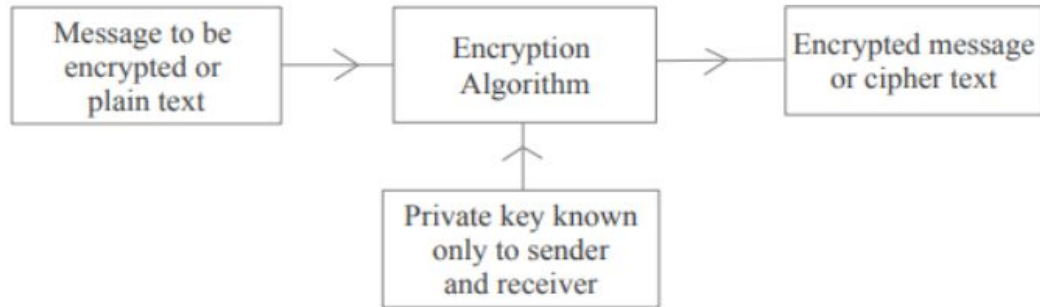 Message to be
encrypted or
plain text
Encryption
Algorithm
Encrypted message
or cipher text
Private key known
only to sender
and receiver